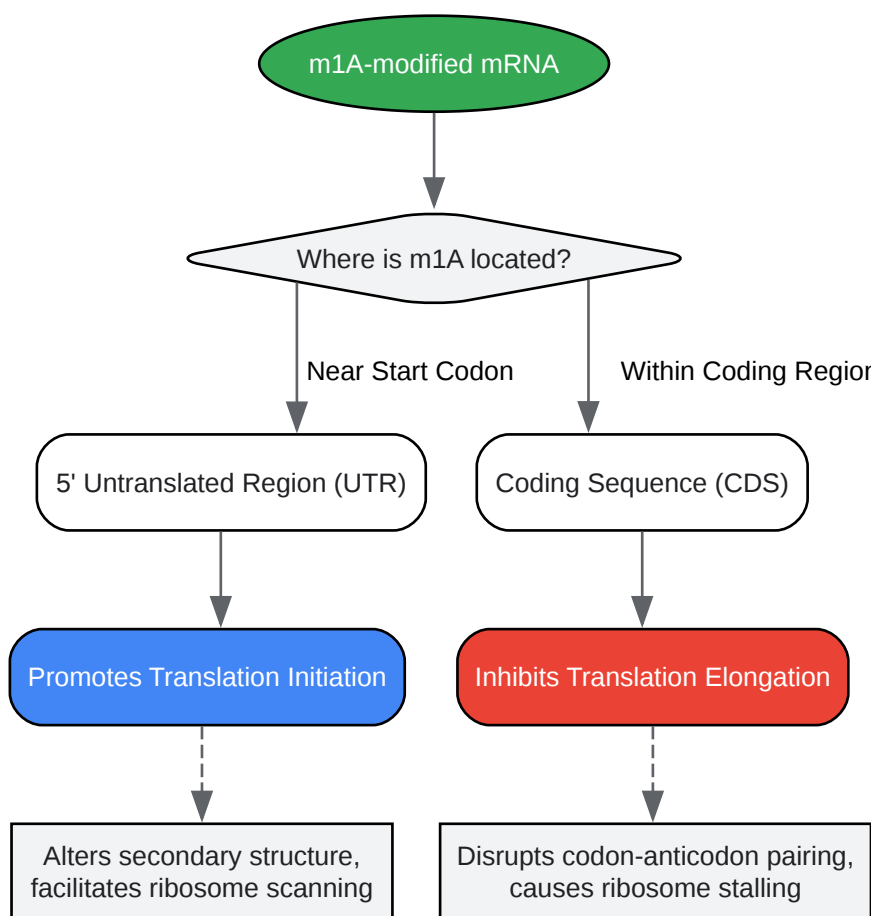 m1A-modified mRNA
Where is m1A located?
Near Start Codon
Within Coding Region
5' Untranslated Region (UTR)
Coding Sequence (CDS)
Promotes Translation Initiation
Inhibits Translation Elongation
Alters secondary structure,
facilitates ribosome scanning
Disrupts codon-anticodon pairing,
causes ribosome stalling